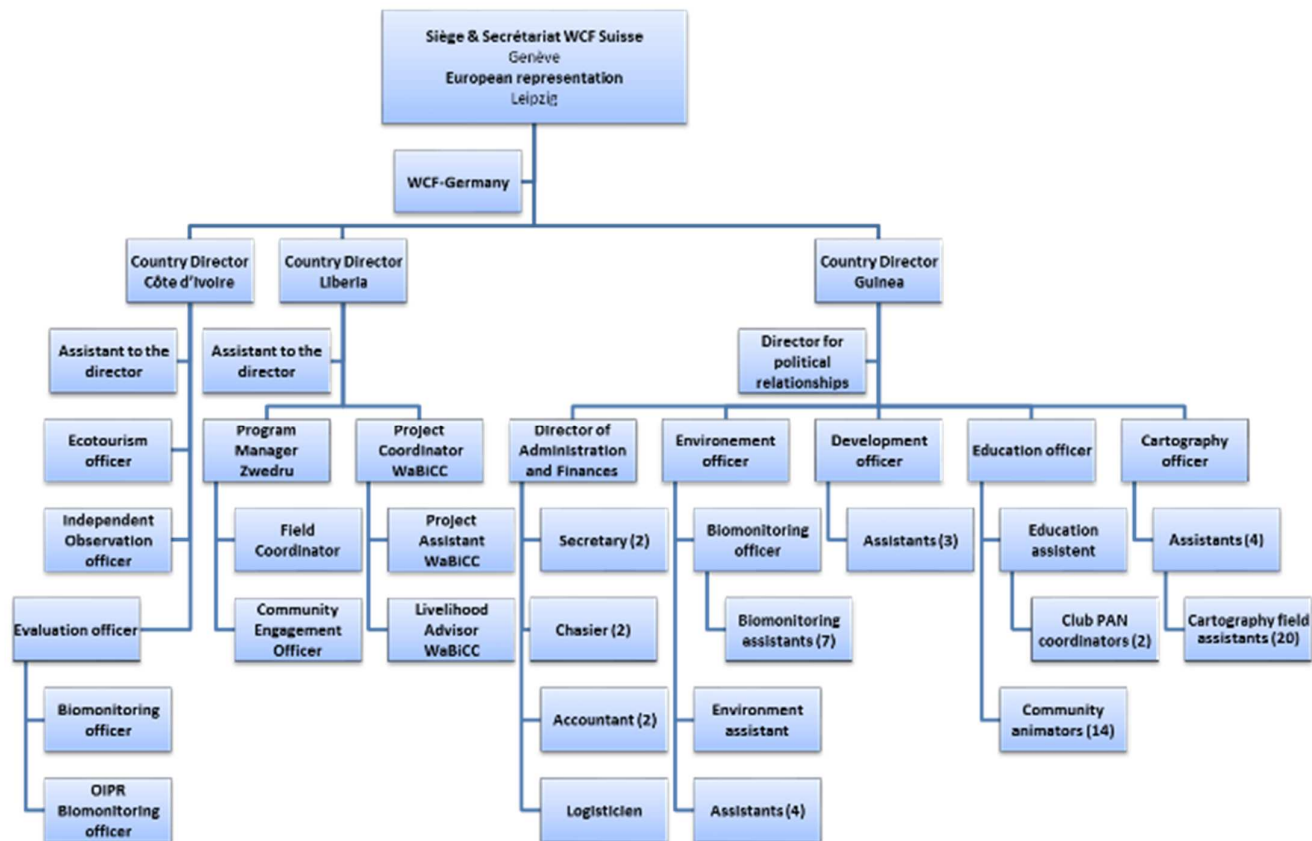 Siège & Secrétariat WCF Suisse
Genève
European representation
Leipzig
WCF-Germany
Country Director
Côte d'Ivoire
Country Director
Liberia
Country Director
Guinea
Assistant to the
director
Assistant to the
director
Director for
political
relationships
Ecotourism
officer
Program
Manager
Zwedru
Project
Coordinator
WaBiCC
Director of
Administration
and Finances
Environement
officer
Development
officer
Education officer
Cartography
officer
Independent
Observation
officer
Field
Coordinator
Project
Assistant
WaBiCC
Secretary (2)
Biomonitoring
officer
Assistants (3)
Education
assistent
Assistants (4)
Evaluation officer
Community
Engagement
Officer
Livelihood
Advisor
WaBiCC
Chasier (2)
Biomonitoring
assistants (7)
Club PAN
coordinators (2)
Cartography field
assistants (20)
Biomonitoring
officer
Accountant (2)
Environment
assistant
Community
animators (14)
OIPR
Biomonitoring
officer
Logisticien
Assistants (4)